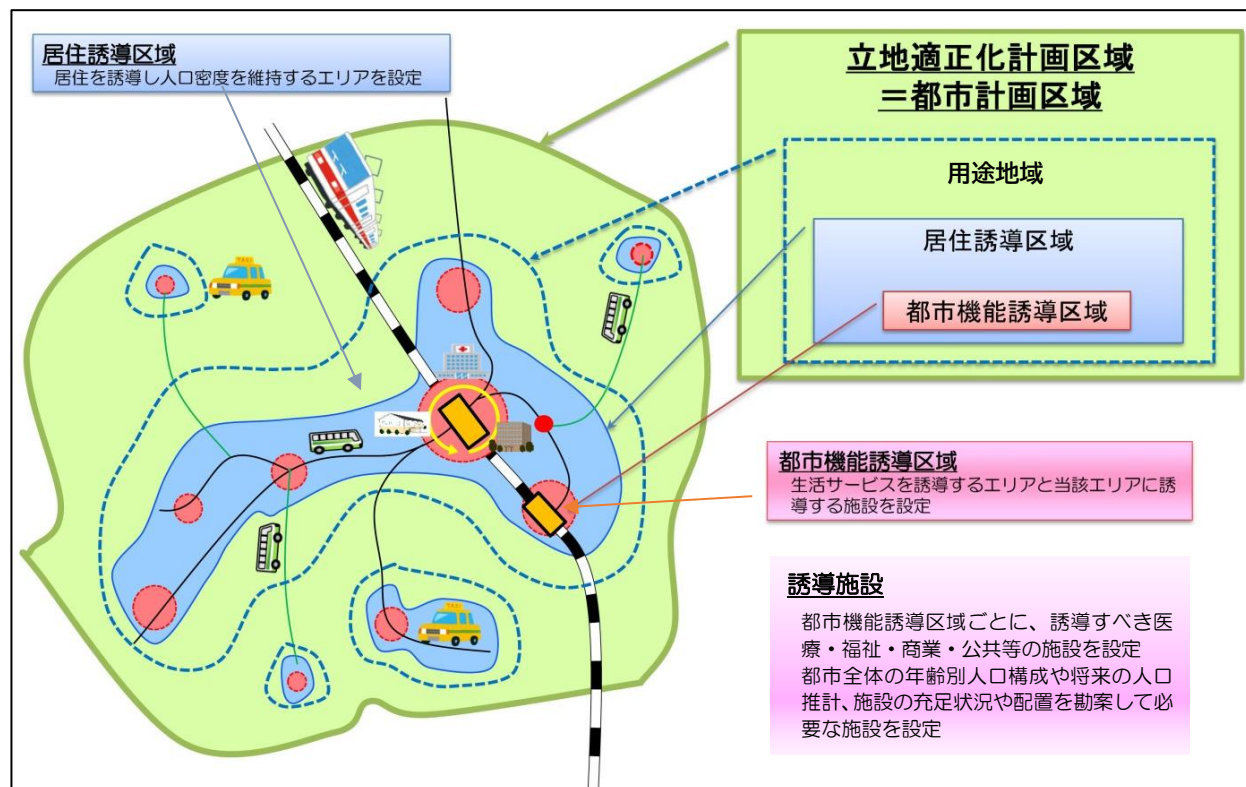 居住誘導区域
居住を誘導し人口密度を維持するエリアを設定
立地適正化計画区域
＝都市計画区域
用途地域
居住誘導区域
都市機能誘導区域
都市機能誘導区域
生活サービスを誘導するエリアと当該エリアに誘
導する施設を設定
誘導施設
都市機能誘導区域ごとに、誘導すべき医
療・福祉・商業・公共等の施設を設定
都市全体の年齢別人口構成や将来の人口
推計、施設の充足状況や配置を勘案して必
要な施設を設定
TAXI
TAXI